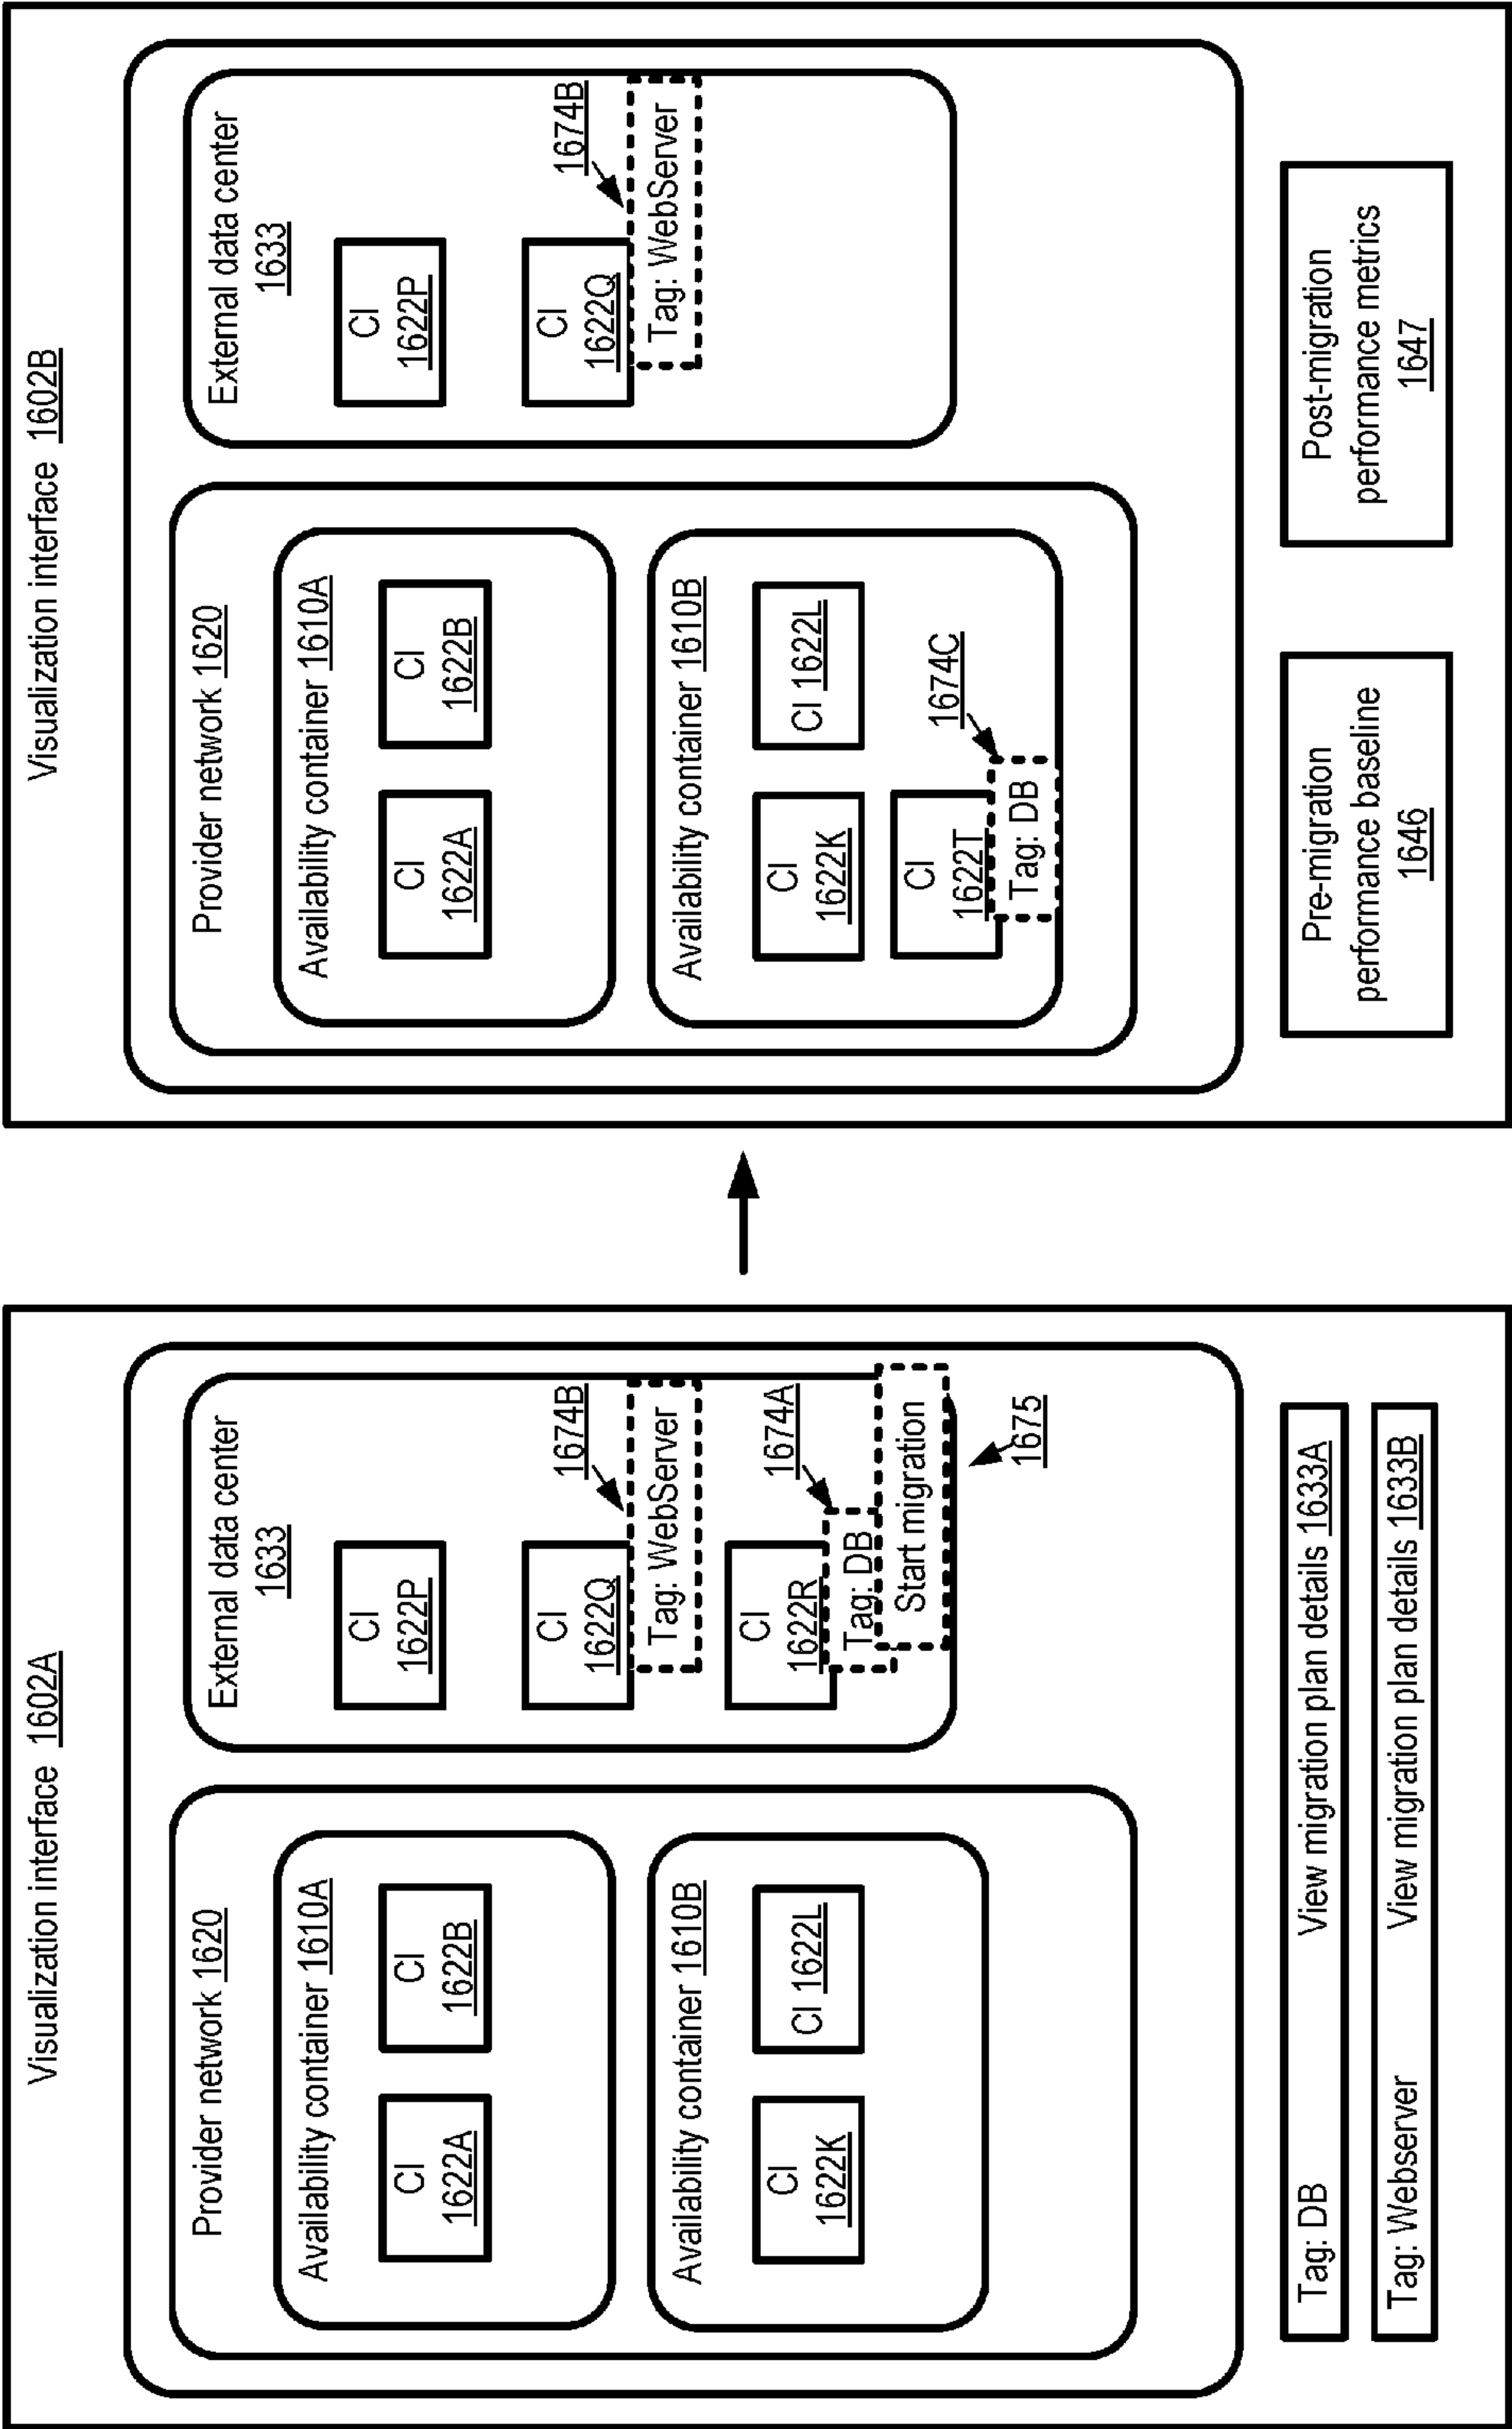 Visualization interface 1602A
Provider network 1620
Availability container 1610A
CI
1622A
CI
1622B
Availability container 1610B
CI
1622K
CI 1622L
External data center
1633
CI
1622P
CI
1622Q
1674B
Tag: WebServer
CI
1622R
1674A
Tag: DB
Start migration
1675
Tag: DB View migration plan details 1633A
Tag: Webserver View migration plan details 1633B
Visualization interface 1602B
Provider network 1620
Availability container 1610A
CI
1622A
CI
1622B
Availability container 1610B
CI
1622K
CI 1622L
CI
1622T
1674C
Tag: DB
External data center
1633
CI
1622P
CI
1622Q
1674B
Tag: WebServer
Pre-migration
performance baseline
1646
Post-migration
performance metrics
1647